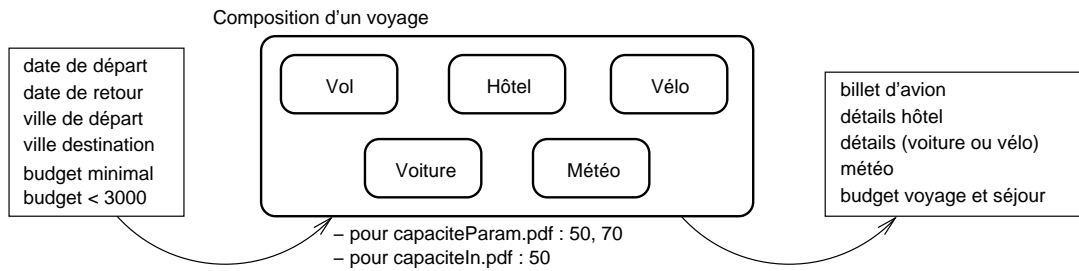 Composition d'un voyage
date de départ
date de retour
ville de départ
ville destination
budget minimal
budget < 3000
Vol
Hôtel
Vélo
Voiture
Météo
billet d'avion
détails hôtel
détails (voiture ou vélo)
météo
budget voyage et séjour
– pour capaciteParam.pdf : 50, 70
– pour capaciteIn.pdf : 50